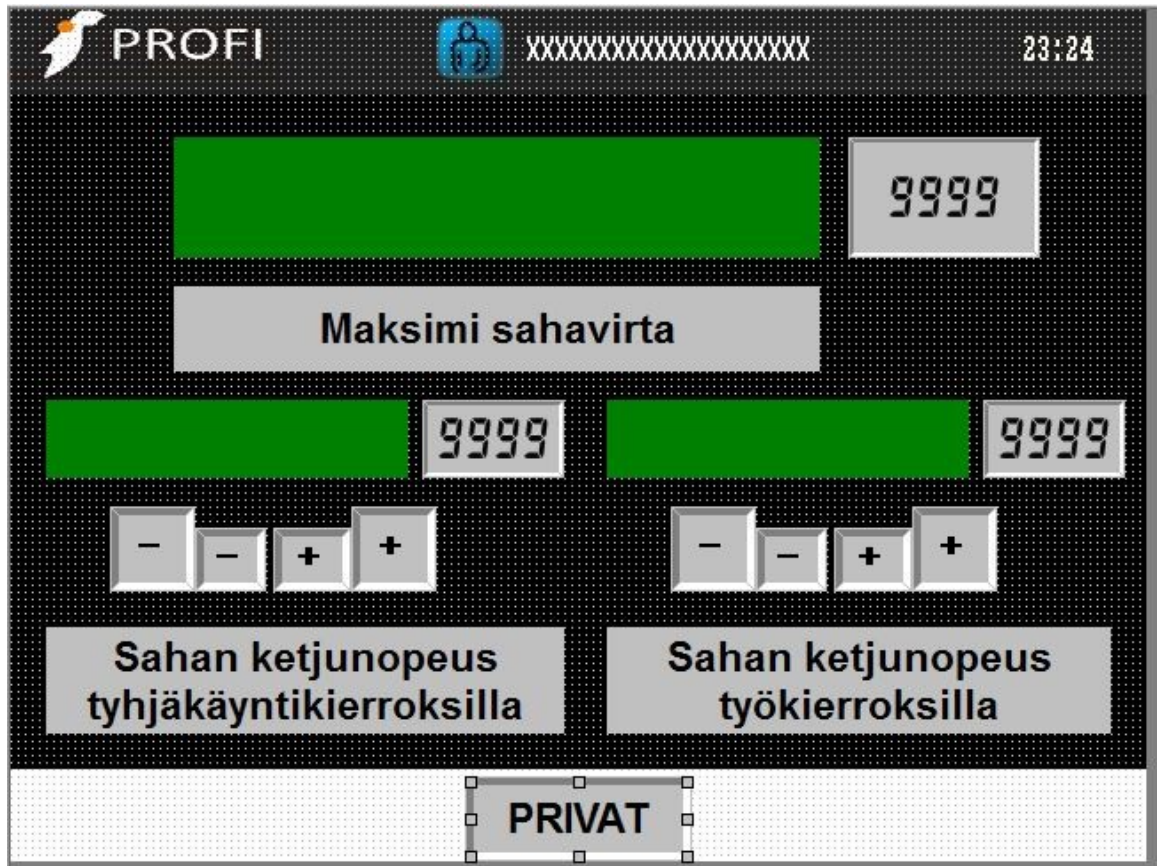 PROFI XXXXXXXXXXXXXXXXXXXX 23:24
9999
Maksimi sahavirta
9999 9999
- - + + - - + +
Sahan ketjunopeus
tyhjäkäyntikierroksilla
Sahan ketjunopeus
työkierroksilla
PRIVAT